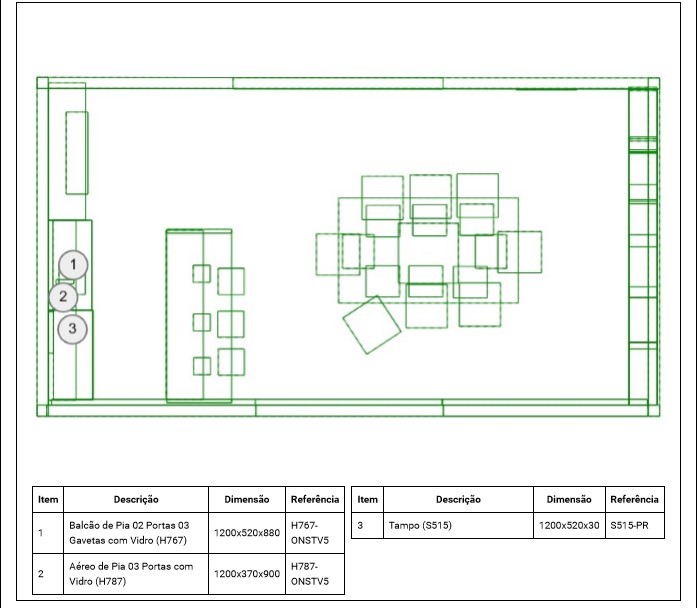 1
2
3
Item Descrição Dimensão Referência
1 Balcão de Pia 02 Portas 03 Gavetas com Vidro (H767) 1200x520x880 H767-ONSTV5
2 Aéreo de Pia 03 Portas com Vidro (H787) 1200x370x900 H787-ONSTV5
Item Descrição Dimensão Referência
3 Tampo (S515) 1200x520x30 S515-PR